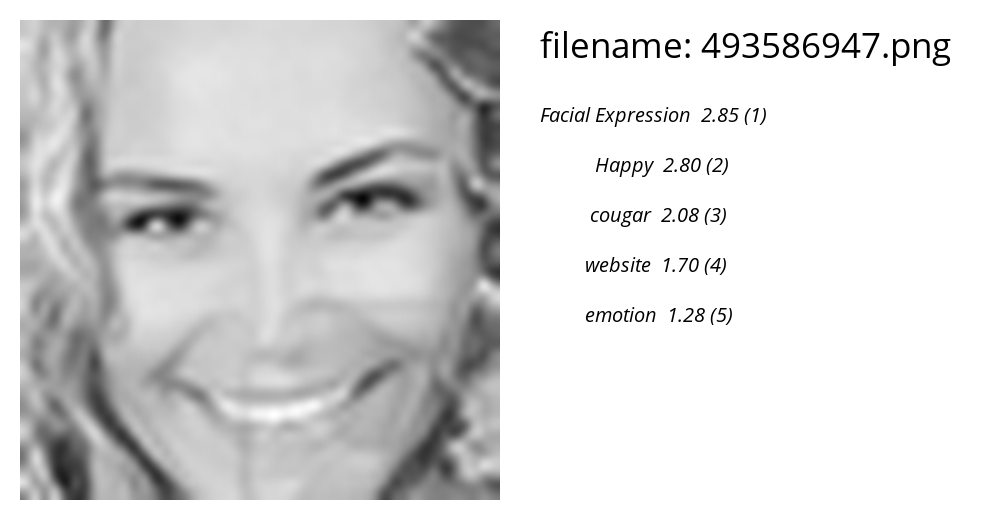 filename: 493586947.png
Facial Expression 2.85 (1)
Happy 2.80 (2)
cougar 2.08 (3)
website 1.70 (4)
emotion 1.28 (5)